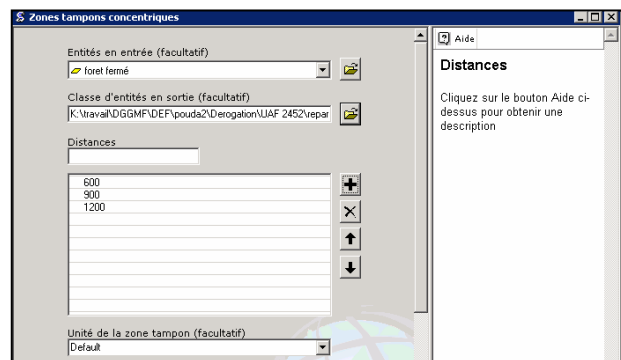 Zones tampons concentriques
Entités en entrée (facultatif)
foret fermé
Classe d'entités en sortie (facultatif)
K:\travail\DGGMF\DEF\pouda2\Derogation\UAF 2452\repar
Distances
600
900
1200
Unité de la zone tampon (facultatif)
Default
Aide
Distances
Cliquez sur le bouton Aide ci-
dessus pour obtenir une
description